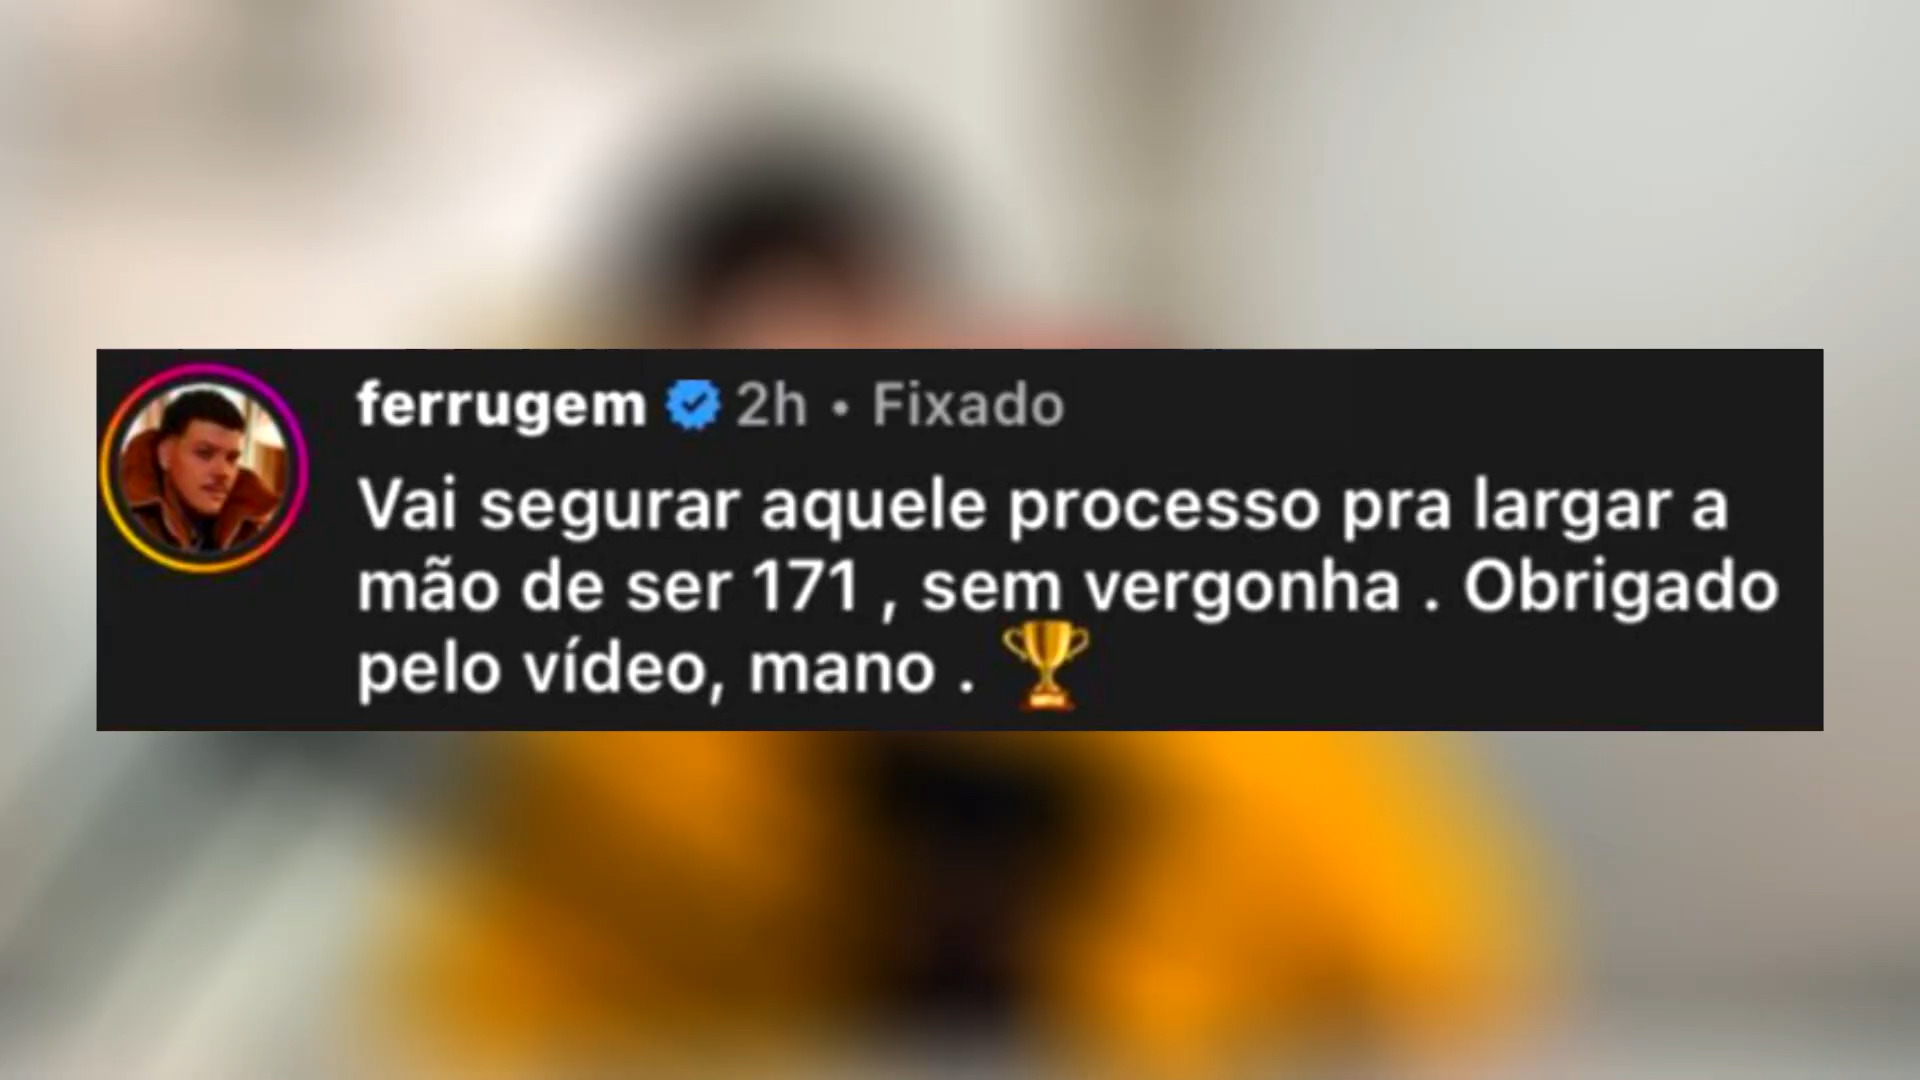 ferrugem 2h • Fixado
Vai segurar aquele processo pra largar a
mão de ser 171 , sem vergonha . Obrigado
pelo vídeo, mano . 🏆